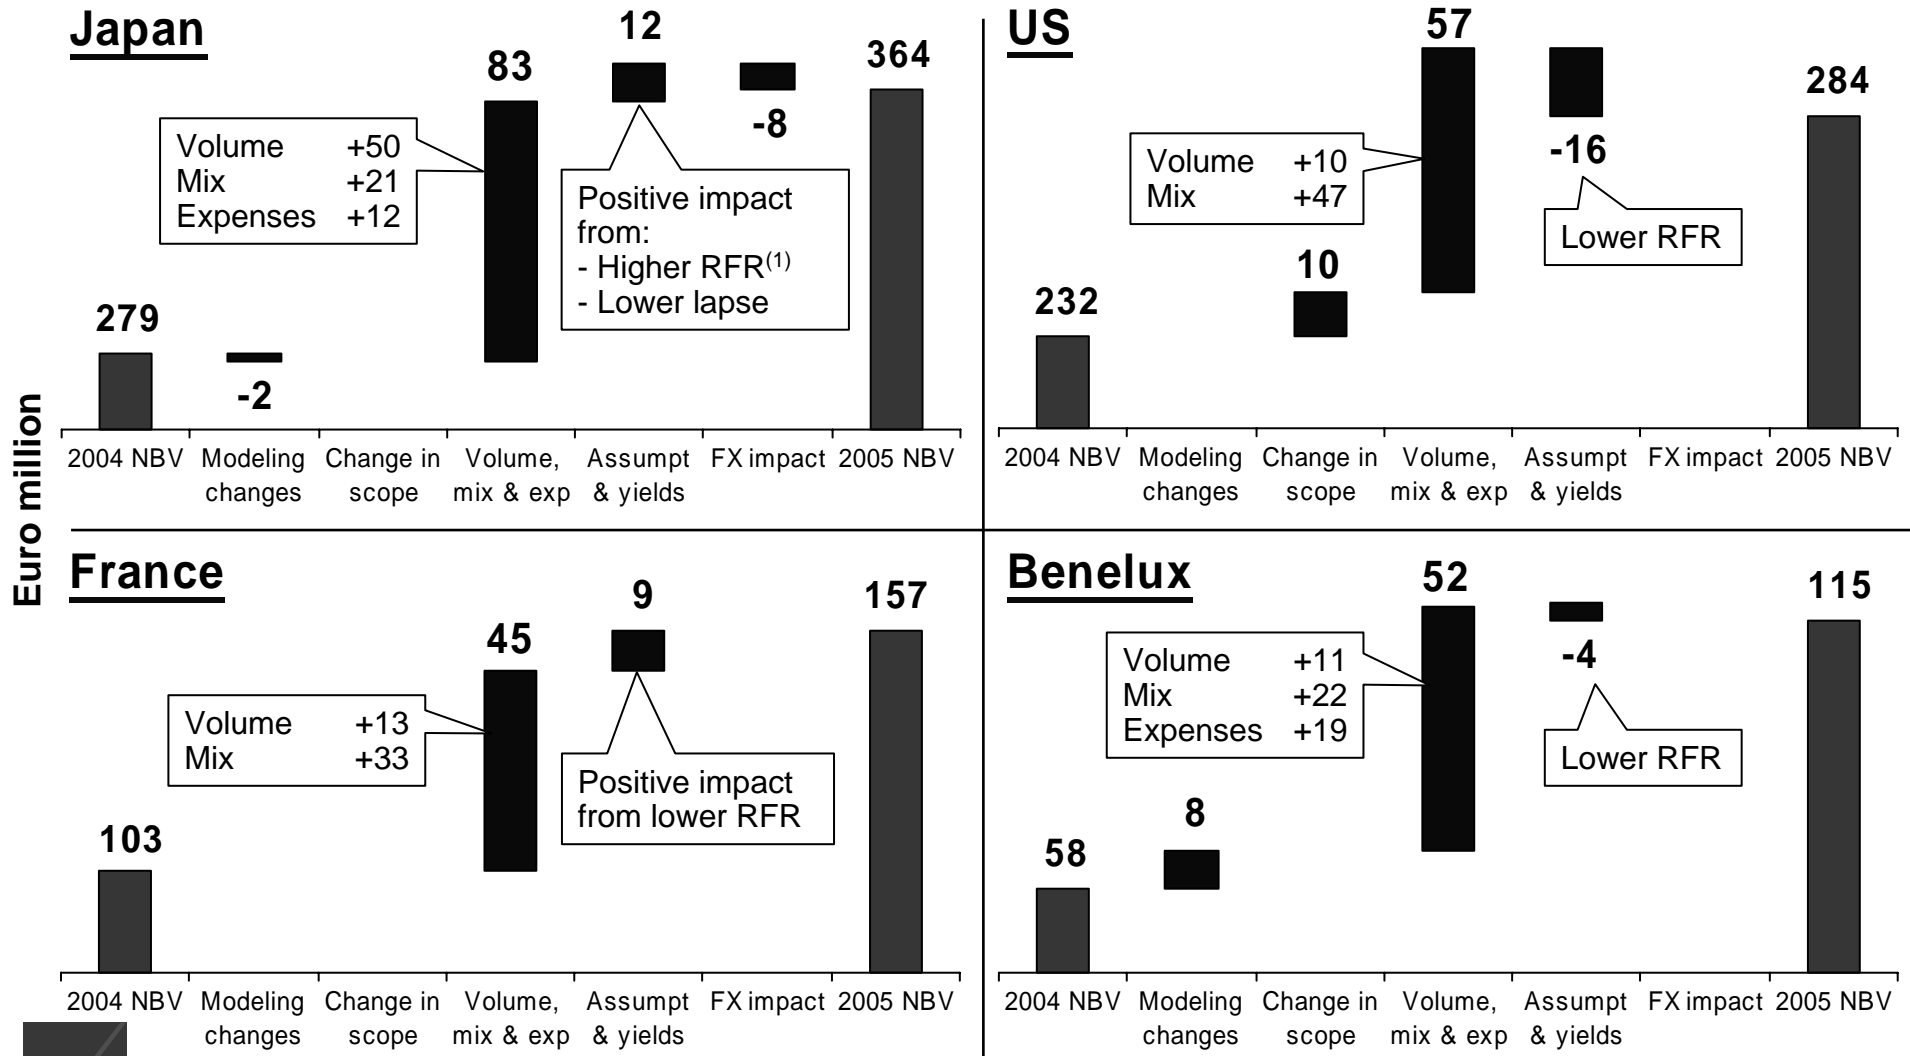 Euro million
Japan
279
-2
83
12
-8
364
Volume +50
Mix +21
Expenses +12
Positive impact
from:
- Higher RFR(1)
- Lower lapse
2004 NBV Modeling Change in Volume, Assumpt FX impact 2005 NBV
changes scope mix & exp & yields
US
232
10
57
-16
284
Volume +10
Mix +47
Lower RFR
2004 NBV Modeling Change in Volume, Assumpt FX impact 2005 NBV
changes scope mix & exp & yields
France
103
45
9
157
Volume +13
Mix +33
Positive impact
from lower RFR
2004 NBV Modeling Change in Volume, Assumpt FX impact 2005 NBV
changes scope mix & exp & yields
Benelux
58
8
52
-4
115
Volume +11
Mix +22
Expenses +19
Lower RFR
2004 NBV Modeling Change in Volume, Assumpt FX impact 2005 NBV
changes scope mix & exp & yields